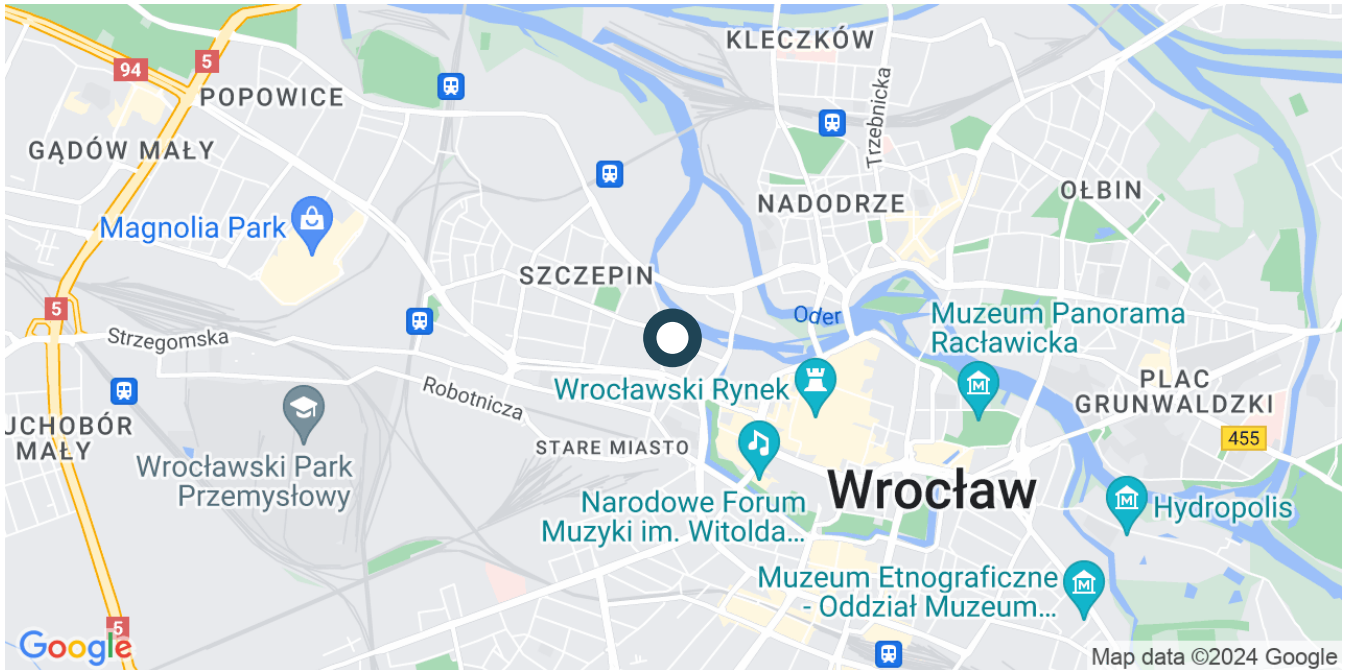 KLECZKÓW
94
5
POPOWICE
Trzebnicka
GĄDÓW MAŁY
OŁBIN
NADODRZE
Magnolia Park
SZCZEPIN
5
Oder
Muzeum Panorama
Racławicka
Strzegomska
PLAC
GRUNWALDZKI
Wrocławski Rynek
Robotnicza
UCHOBÓR
MAŁY
455
STARE MIASTO
Wrocławski Park
Przemysłowy
Wrocław
Narodowe Forum
Muzyki im. Witolda...
Hydropolis
Muzeum Etnograficzne
- Oddział Muzeum...
5
Google
Map data ©2024 Google